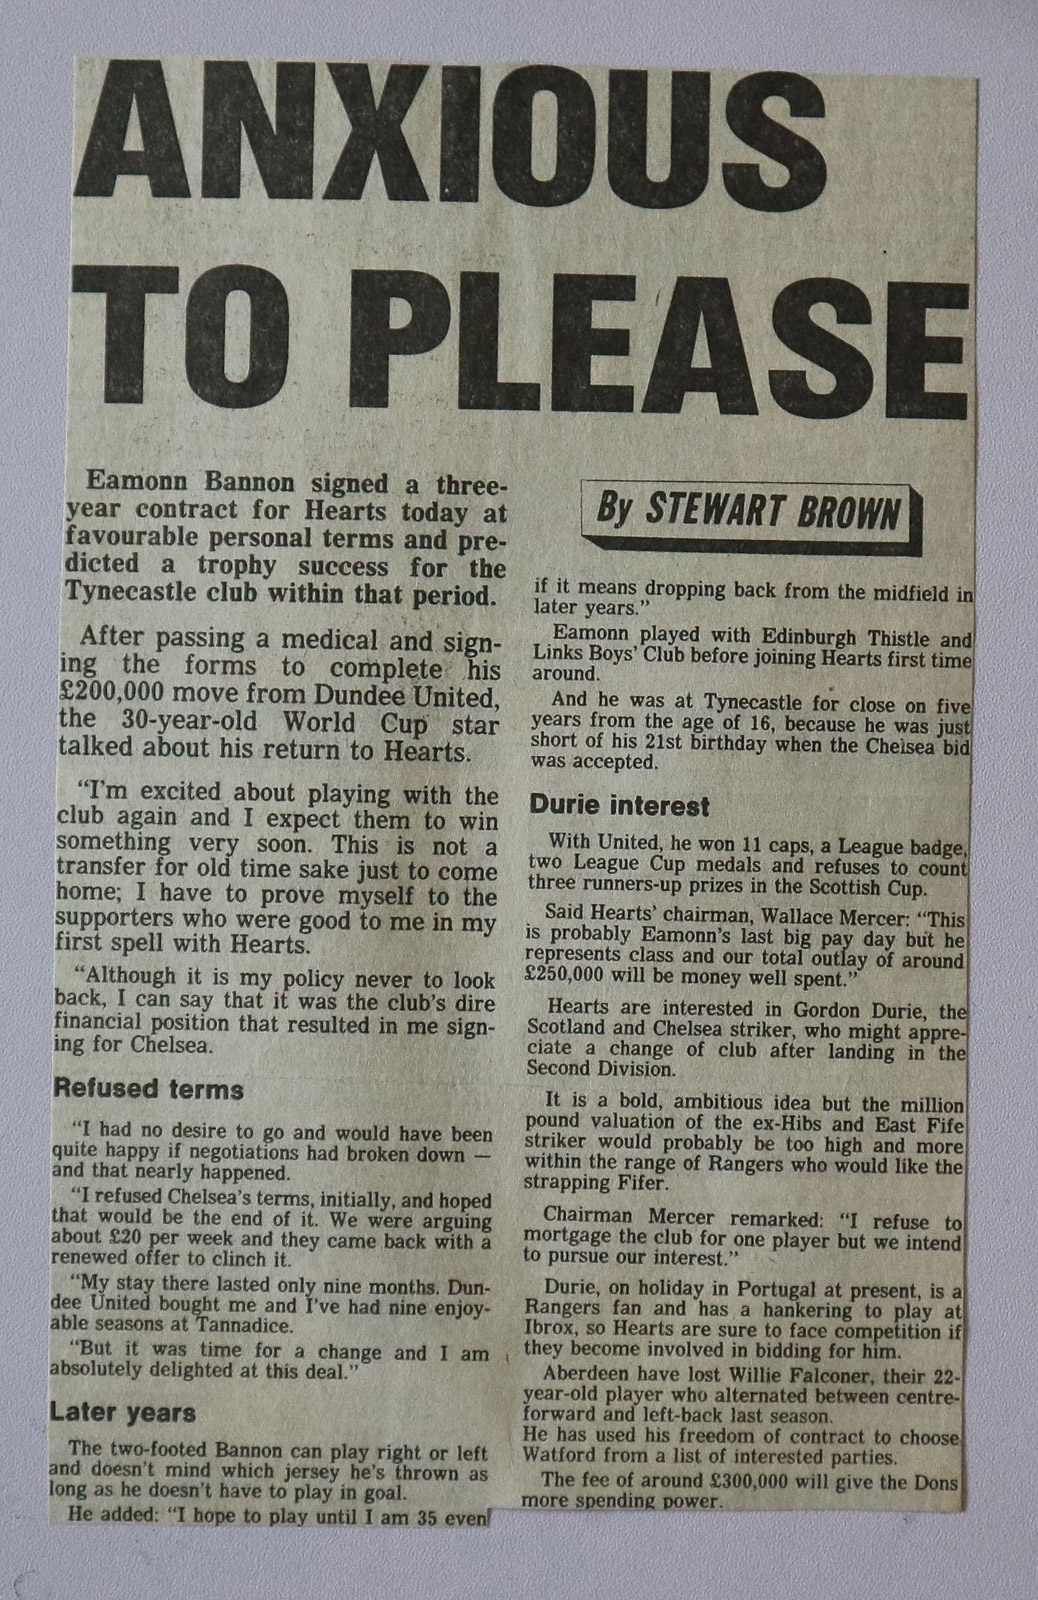 ANXIOUS
TO PLEASE
Eamonn Bannon signed a three-
year contract for Hearts today at
favourable personal terms and pre-
dicted a trophy success for the
Tynecastle club within that period.
After passing a medical and sign-
ing the forms to complete his
£200,000 move from Dundee United,
the 30-year-old World Cup star
talked about his return to Hearts.
“I'm excited about playing with the
club again and I expect them to win
something very soon. This is not a
transfer for old time sake just to come
home; I have to prove myself to the
supporters who were good to me in my
first spell with Hearts.
“Although it is my policy never to look
back, I can say that it was the club's dire
financial position that resulted in me sign-
ing for Chelsea.
Refused terms
“I had no desire to go and would have been
quite happy if negotiations had broken down —
and that nearly happened.
“I refused Chelsea's terms, initially, and hoped
that would be the end of it. We were arguing
about £20 per week and they came back with a
renewed offer to clinch it.
“My stay there lasted only nine months. Dun-
dee United bought me and I've had nine enjoy-
able seasons at Tannadice.
“But it was time for a change and I am
absolutely delighted at this deal.”
Later years
The two-footed Bannon can play right or left
and doesn't mind which jersey he's thrown as
long as he doesn't have to play in goal.
He added: “I hope to play until I am 35 even
By STEWART BROWN
if it means dropping back from the midfield in
later years.”
Eamonn played with Edinburgh Thistle and
Links Boys' Club before joining Hearts first time
around.
And he was at Tynecastle for close on five
years from the age of 16, because he was just
short of his 21st birthday when the Chelsea bid
was accepted.
Durie interest
With United, he won 11 caps, a League badge,
two League Cup medals and refuses to count
three runners-up prizes in the Scottish Cup.
Said Hearts' chairman, Wallace Mercer: “This
is probably Eamonn's last big pay day but he
represents class and our total outlay of around
£250,000 will be money well spent.”
Hearts are interested in Gordon Durie, the
Scotland and Chelsea striker, who might appre-
ciate a change of club after landing in the
Second Division.
It is a bold, ambitious idea but the million
pound valuation of the ex-Hibs and East Fife
striker would probably be too high and more
within the range of Rangers who would like the
strapping Fifer.
Chairman Mercer remarked: “I refuse to
mortgage the club for one player but we intend
to pursue our interest.”
Durie, on holiday in Portugal at present, is a
Rangers fan and has a hankering to play at
Ibrox, so Hearts are sure to face competition if
they become involved in bidding for him.
Aberdeen have lost Willie Falconer, their 22-
year-old player who alternated between centre-
forward and left-back last season.
He has used his freedom of contract to choose
Watford from a list of interested parties.
The fee of around £300,000 will give the Dons
more spending power.